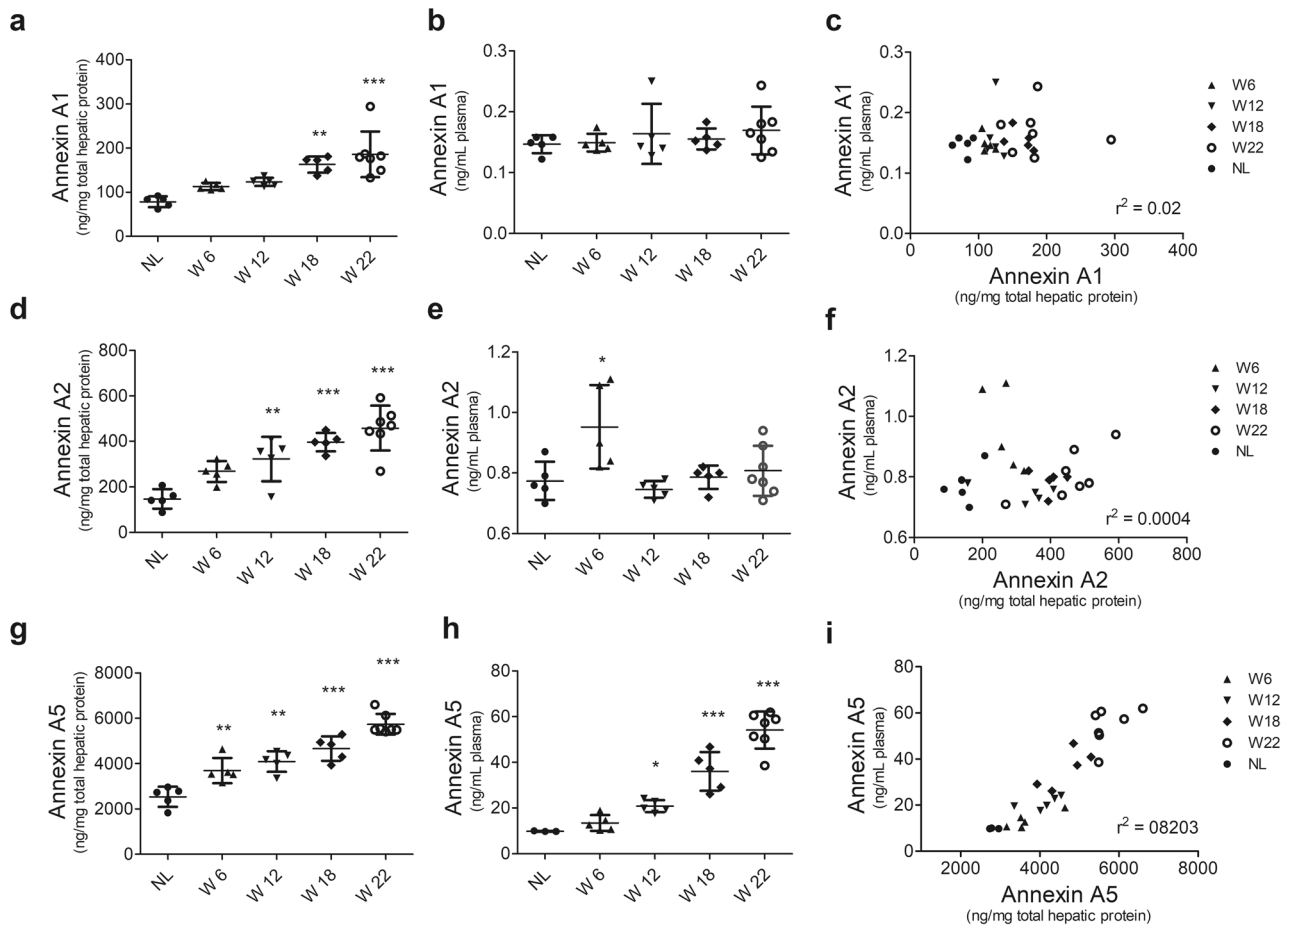 a
Annexin A1
(ng/mg total hepatic protein)
400
300
200
100
0
**
***
NL
W 6
W 12
W 18
W 22
b
Annexin A1
(ng/mL plasma)
0.3
0.2
0.1
0.0
NL
W 6
W 12
W 18
W 22
c
Annexin A1
(ng/mL plasma)
0.3
0.2
0.1
0.0
0
100
200
300
400
r2 = 0.02
Annexin A1
(ng/mg total hepatic protein)
W6
W12
W18
W22
NL
d
Annexin A2
(ng/mg total hepatic protein)
800
600
400
200
0
**
***
***
NL
W 6
W 12
W 18
W 22
e
Annexin A2
(ng/mL plasma)
1.2
1.0
0.8
0.6
*
NL
W 6
W 12
W 18
W 22
f
Annexin A2
(ng/mL plasma)
1.2
1.0
0.8
0.6
0
200
400
600
800
r2 = 0.0004
Annexin A2
(ng/mg total hepatic protein)
W6
W12
W18
W22
NL
g
Annexin A5
(ng/mg total hepatic protein)
8000
6000
4000
2000
0
**
**
***
***
NL
W 6
W 12
W 18
W 22
h
Annexin A5
(ng/mL plasma)
80
60
40
20
0
*
***
***
NL
W 6
W 12
W 18
W 22
i
Annexin A5
(ng/mL plasma)
80
60
40
20
0
2000
4000
6000
8000
r2 = 08203
Annexin A5
(ng/mg total hepatic protein)
W6
W12
W18
W22
NL